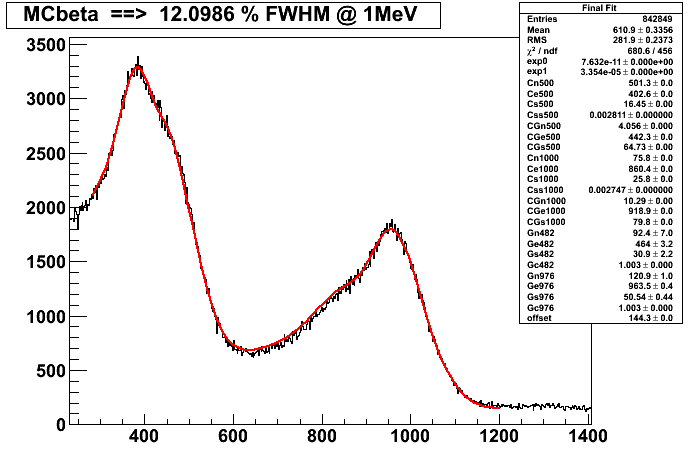 MCbeta ==> 12.0986 % FWHM @ 1MeV
Final Fit
Entries 842849
Mean 610.9 ± 0.3356
RMS 281.9 ± 0.2373
χ² / ndf 680.6 / 456
exp0 7.632e-11 ± 0.000e+00
exp1 3.354e-05 ± 0.000e+00
Cn500 501.3 ± 0.0
Ce500 402.6 ± 0.0
Cs500 16.45 ± 0.00
Css500 0.002811 ± 0.000000
CGn500 4.056 ± 0.000
CGe500 442.3 ± 0.0
CGs500 64.73 ± 0.00
Cn1000 75.8 ± 0.0
Ce1000 860.4 ± 0.0
Cs1000 25.8 ± 0.0
Css1000 0.002747 ± 0.000000
CGn1000 10.29 ± 0.00
CGe1000 918.9 ± 0.0
CGs1000 79.8 ± 0.0
Gn482 92.4 ± 7.0
Ge482 464 ± 3.2
Gs482 30.9 ± 2.2
Gc482 1.003 ± 0.000
Gn976 120.9 ± 1.0
Ge976 963.5 ± 0.4
Gs976 50.54 ± 0.44
Gc976 1.003 ± 0.000
offset 144.3 ± 0.0
3500
3000
2500
2000
1500
1000
500
0
400 600 800 1000 1200 1400